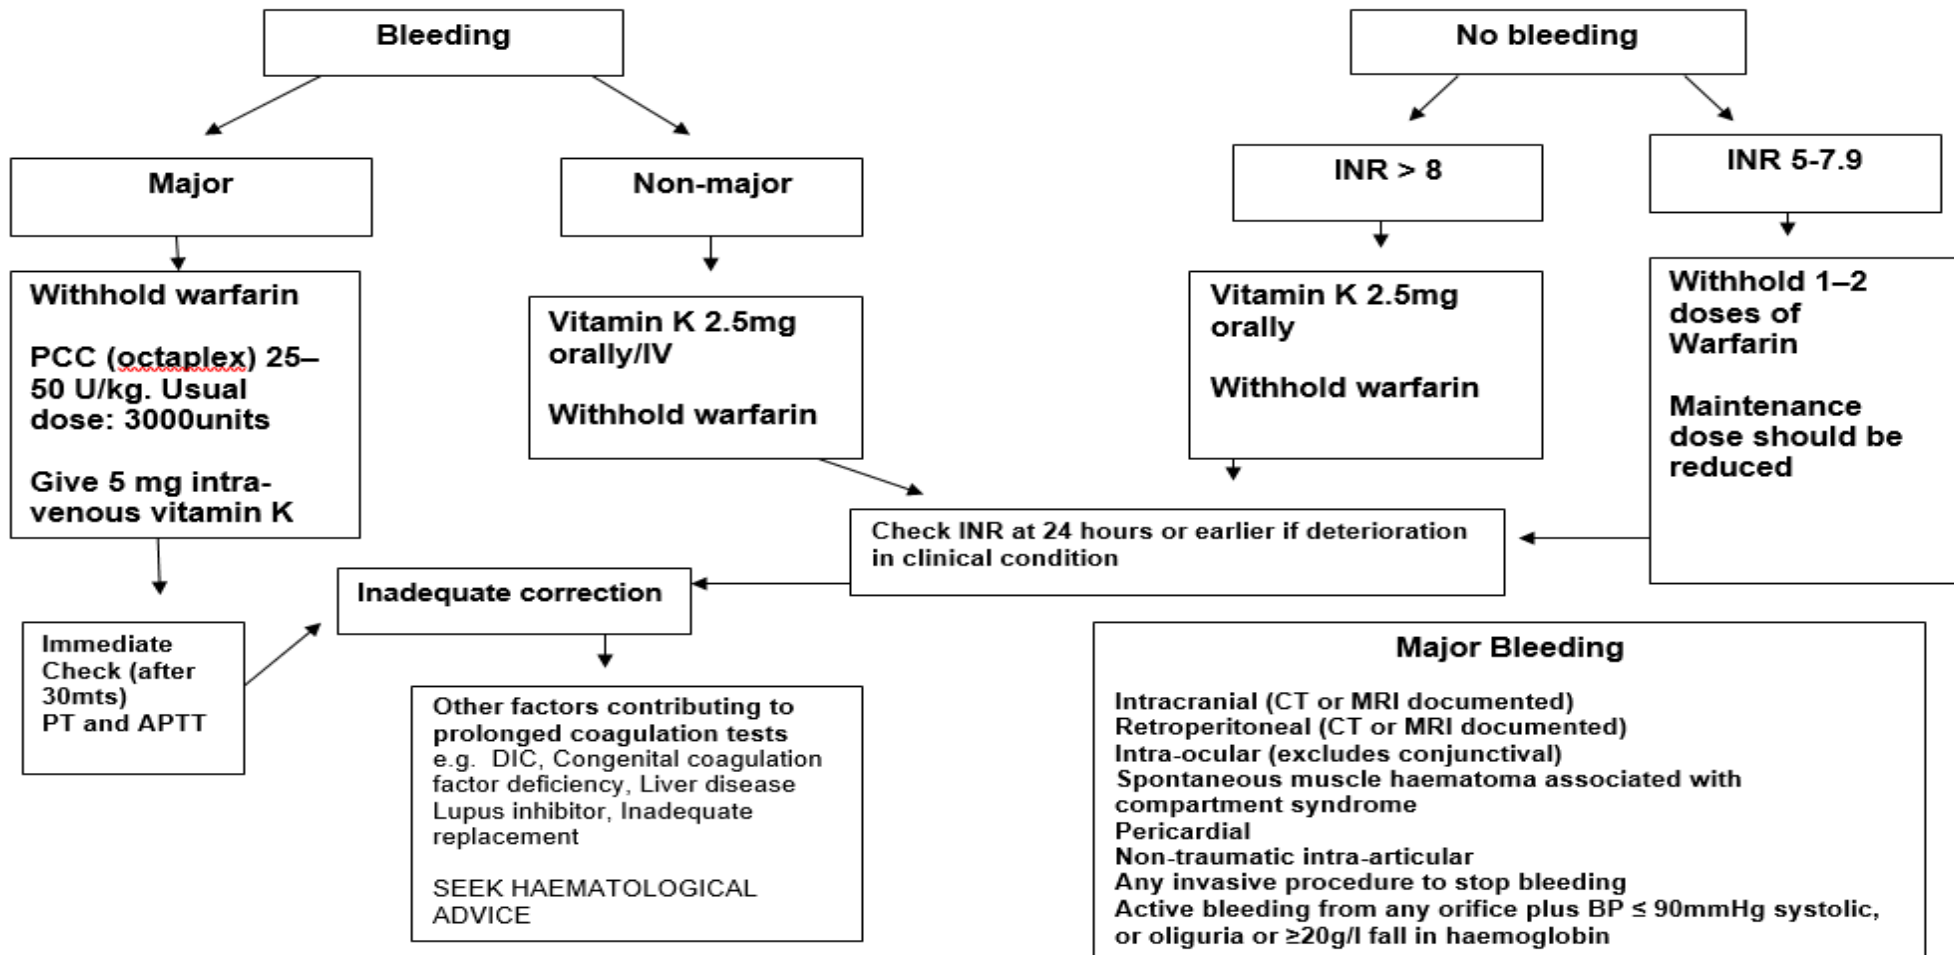 Bleeding
No bleeding
Major
Non-major
INR > 8
INR 5-7.9
Withhold warfarin
PCC (octaplex) 25–
50 U/kg. Usual
dose: 3000units
Give 5 mg intra-
venous vitamin K
Vitamin K 2.5mg
orally/IV
Withhold warfarin
Vitamin K 2.5mg
orally
Withhold warfarin
Withhold 1–2
doses of
Warfarin
Maintenance
dose should be
reduced
Check INR at 24 hours or earlier if deterioration
in clinical condition
Inadequate correction
Immediate
Check (after
30mts)
PT and APTT
Other factors contributing to
prolonged coagulation tests
e.g.  DIC, Congenital coagulation
factor deficiency, Liver disease
Lupus inhibitor, Inadequate
replacement
SEEK HAEMATOLOGICAL
ADVICE
Major Bleeding
Intracranial (CT or MRI documented)
Retroperitoneal (CT or MRI documented)
Intra-ocular (excludes conjunctival)
Spontaneous muscle haematoma associated with
compartment syndrome
Pericardial
Non-traumatic intra-articular
Any invasive procedure to stop bleeding
Active bleeding from any orifice plus BP ≤ 90mmHg systolic,
or oliguria or ≥20g/l fall in haemoglobin